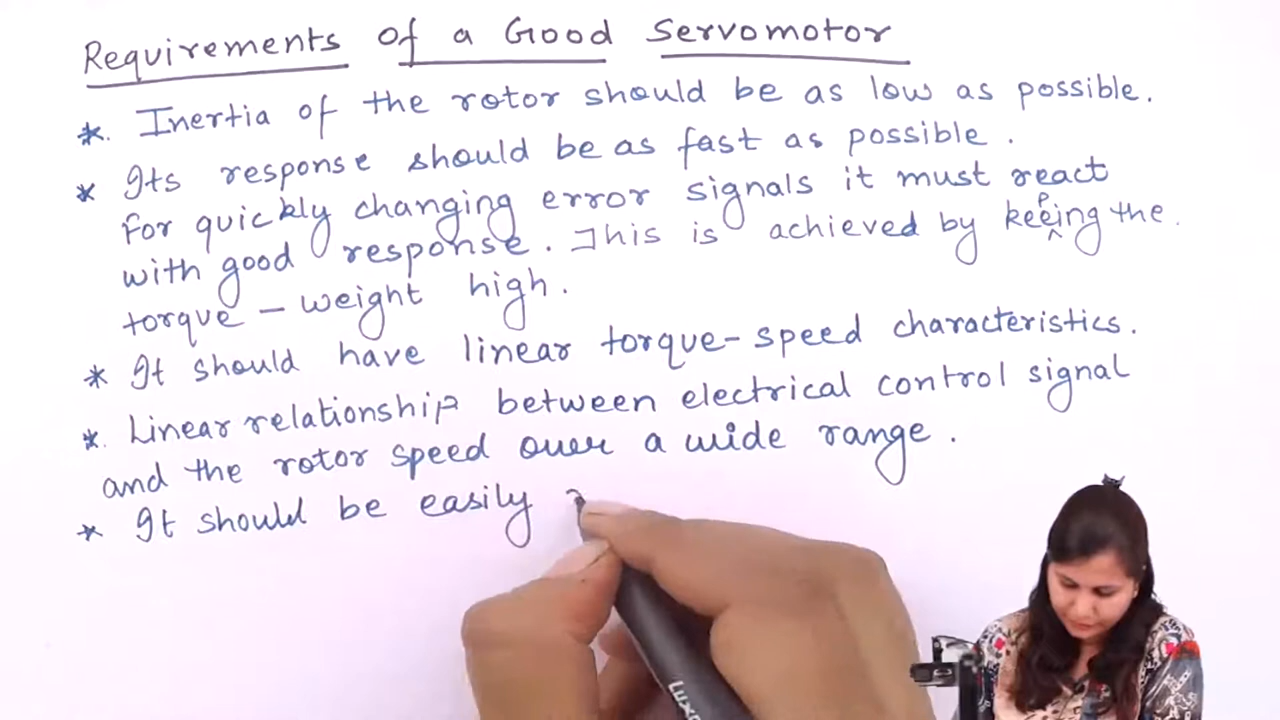 Requirements of a Good Servomotor
* Inertia of the rotor should be as low as possible.
* Its response should be as fast as possible.
For quickly changing error signals it must react
with good response. This is achieved by keeping the
torque - weight high.
* It should have linear torque-speed characteristics.
* Linear relationship between electrical control signal
and the rotor speed over a wide range.
* It should be easily